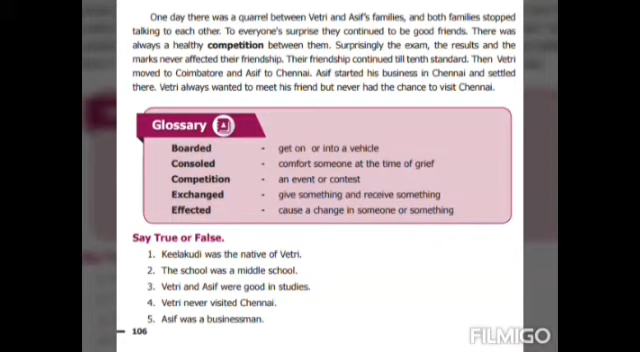 One day there was a quarrel between Vetri and Asif's families, and both families stopped
talking to each other. To everyone's surprise they continued to be good friends. There was
always a healthy competition between them. Surprisingly the exam, the results and the
marks never affected their friendship. Their friendship continued till tenth standard. Then Vetri
moved to Coimbatore and Asif to Chennai. Asif started his business in Chennai and settled
there. Vetri always wanted to meet his friend but never had the chance to visit Chennai.
Glossary
Boarded - get on or into a vehicle
Consoled - comfort someone at the time of grief
Competition - an event or contest
Exchanged - give something and receive something
Effected - cause a change in someone or something
Say True or False.
1. Keelakudi was the native of Vetri.
2. The school was a middle school.
3. Vetri and Asif were good in studies.
4. Vetri never visited Chennai.
5. Asif was a businessman.
106
FILMIGO